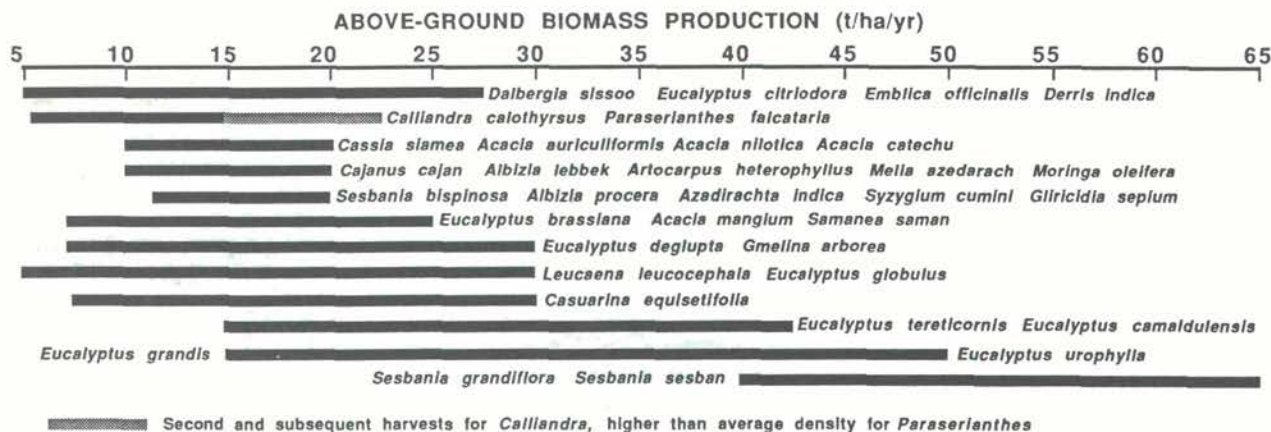 ABOVE-GROUND BIOMASS PRODUCTION (t/ha/yr)
5 10 15 20 25 30 35 40 45 50 55 60 65
Dalbergia sissoo Eucalyptus citriodora Emblica officinalis Derris indica
Calliandra calothyrsus Paraserianthes falcataria
Cassia siamea Acacia auriculiformis Acacia nilotica Acacia catechu
Cajanus cajan Albizia lebbek Artocarpus heterophyllus Melia azedarach Moringa oleifera
Sesbania bispinosa Albizia procera Azadirachta indica Syzygium cumini Gliricidia sepium
Eucalyptus brassiana Acacia mangium Samanea saman
Eucalyptus deglupta Gmelina arborea
Leucaena leucocephala Eucalyptus globulus
Casuarina equisetifolia
Eucalyptus tereticornis Eucalyptus camaldulensis
Eucalyptus grandis Eucalyptus urophylla
Sesbania grandiflora Sesbania sesban
Second and subsequent harvests for Calliandra, higher than average density for Paraserianthes